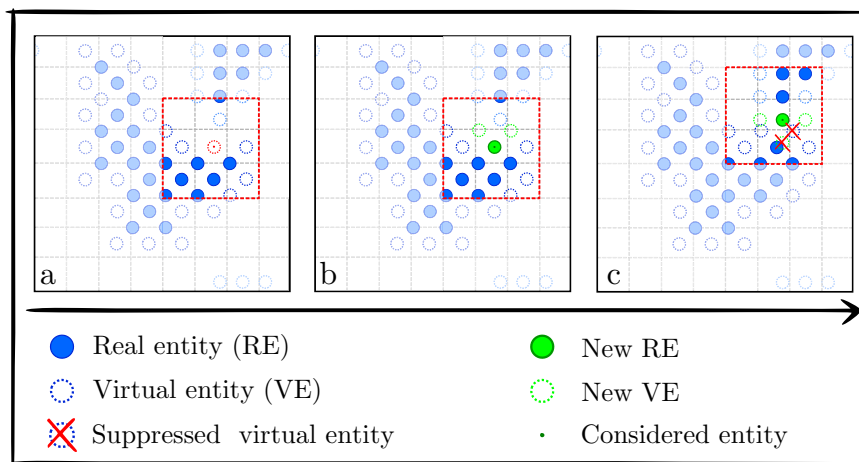 a
b
c
Real entity (RE)
New RE
Virtual entity (VE)
New VE
Suppressed virtual entity
Considered entity